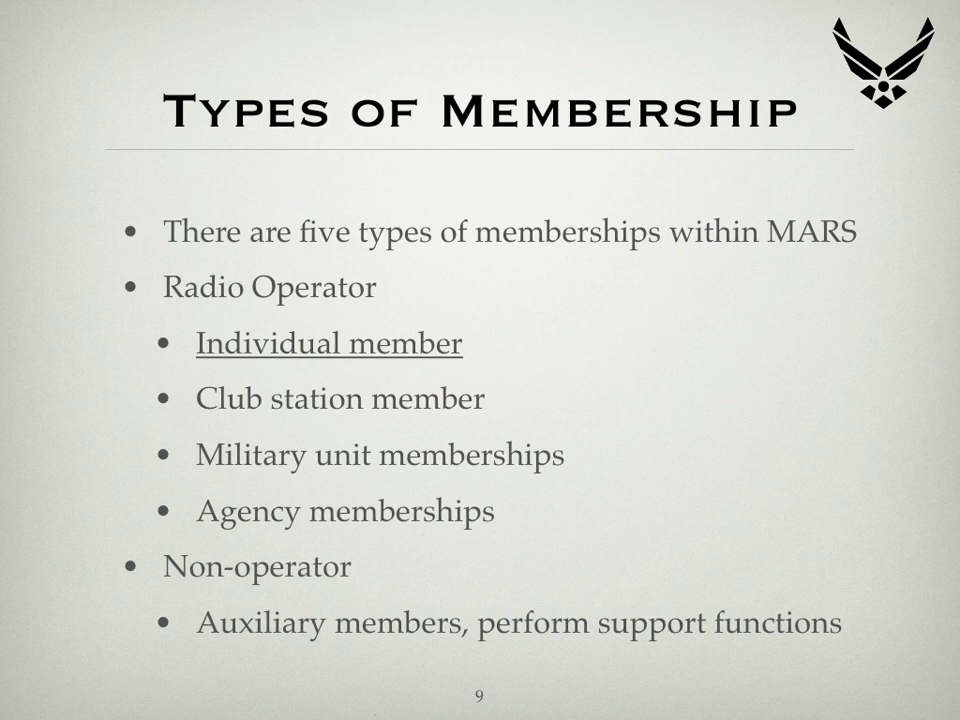 Types of Membership
• There are five types of memberships within MARS
• Radio Operator
• Individual member
• Club station member
• Military unit memberships
• Agency memberships
• Non-operator
• Auxiliary members, perform support functions
9